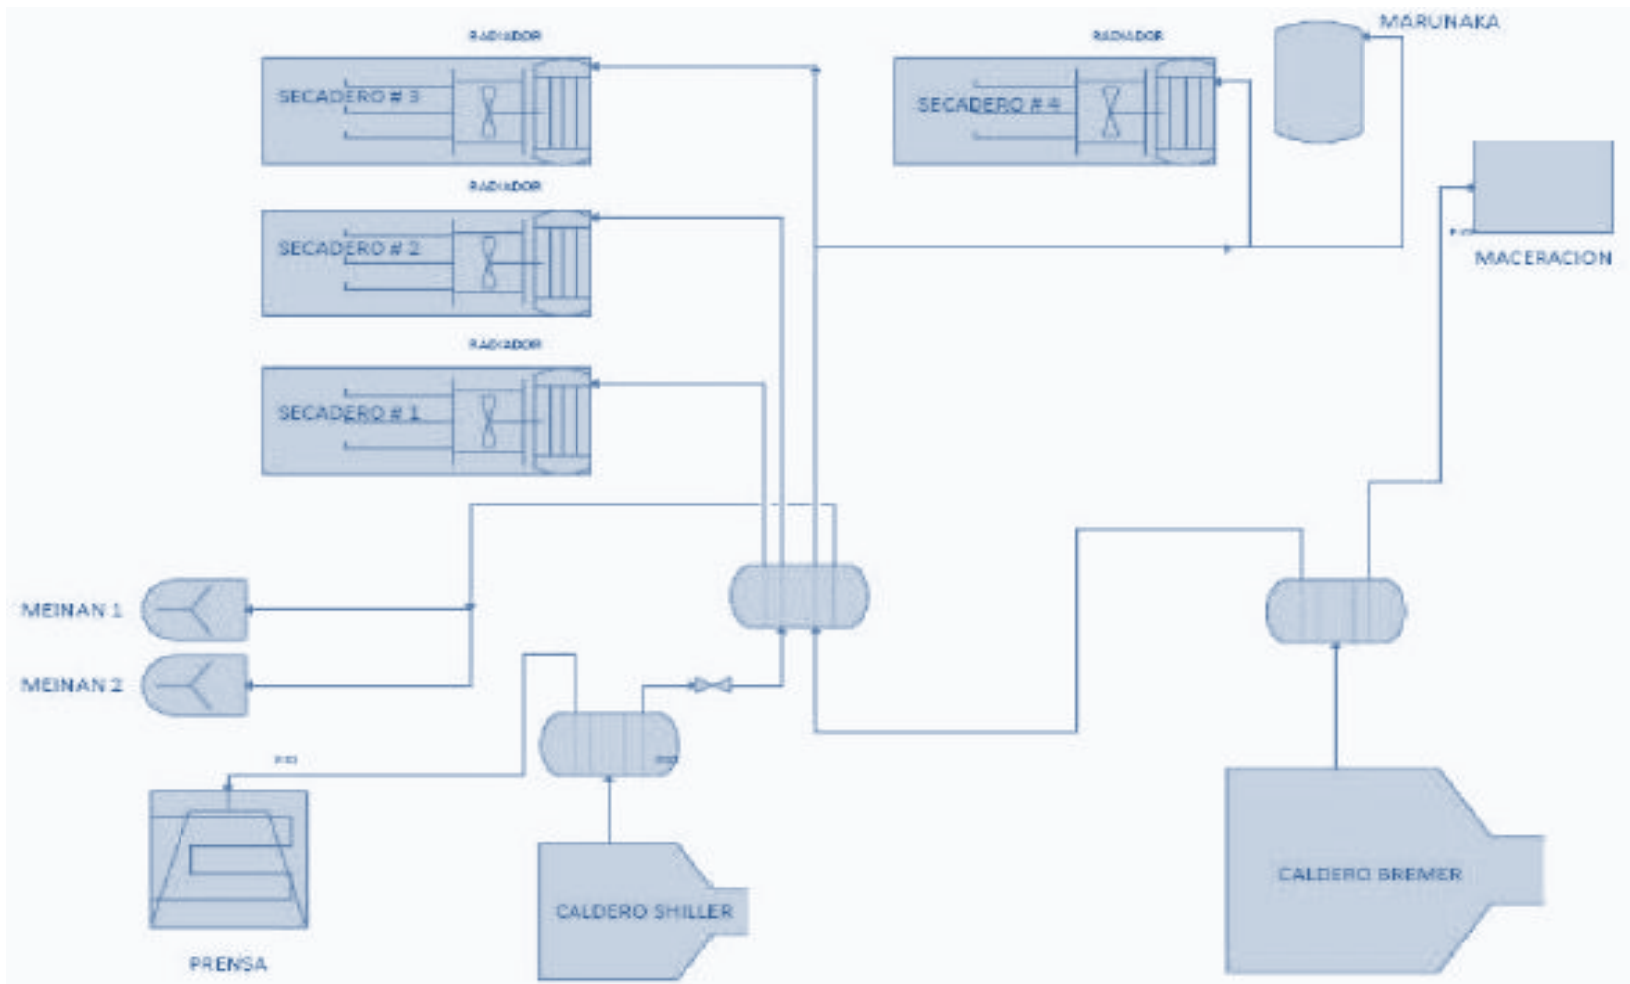 RADIADOR
RADIADOR
MARUNAKA
SECADERO # 3
SECADERO # 4
RADIADOR
SECADERO # 2
MACERACION
RADIADOR
SECADERO # 1
MEINAN 1
MEINAN 2
CALDERO BREMER
CALDERO SHILLER
PRENSA